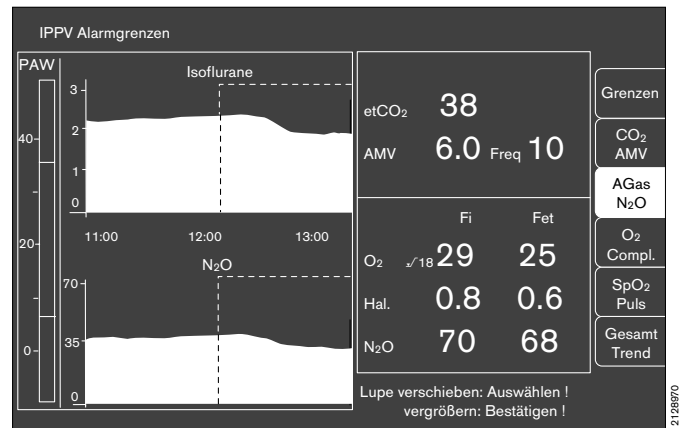 IPPV Alarmgrenzen
PAW
40
20
0
Isoflurane
3
2
1
0
11:00 12:00 13:00
N₂O
70
35
0
etCO₂ 38
AMV 6.0 Freq 10
Fi Fet
O₂ 18 29 25
Hal. 0.8 0.6
N₂O 70 68
Lupe verschieben: Auswählen !
vergrößern: Bestätigen !
Grenzen
CO₂
AMV
AGas
N₂O
O₂
Compl.
SpO₂
Puls
Gesamt
Trend
2128970